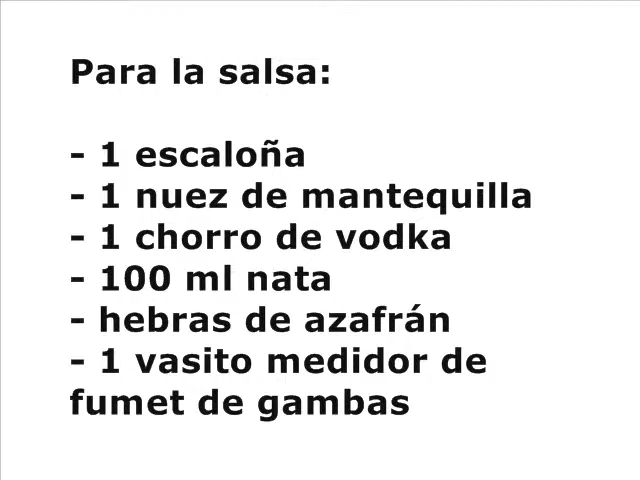 Para la salsa:
- 1 escaloña
- 1 nuez de mantequilla
- 1 chorro de vodka
- 100 ml nata
- hebras de azafrán
- 1 vasito medidor de
fumet de gambas